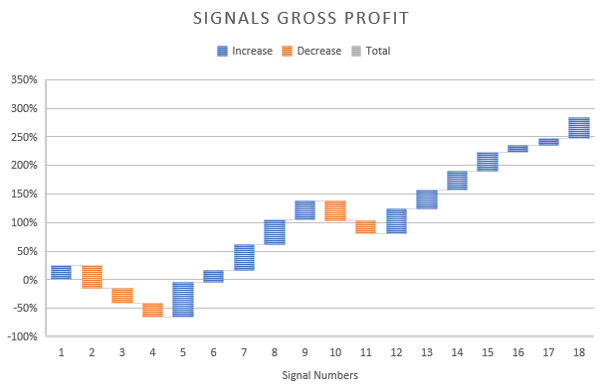 SIGNALS GROSS PROFIT
Increase Decrease Total
350%
300%
250%
200%
150%
100%
50%
0%
-50%
-100%
1 2 3 4 5 6 7 8 9 10 11 12 13 14 15 16 17 18
Signal Numbers